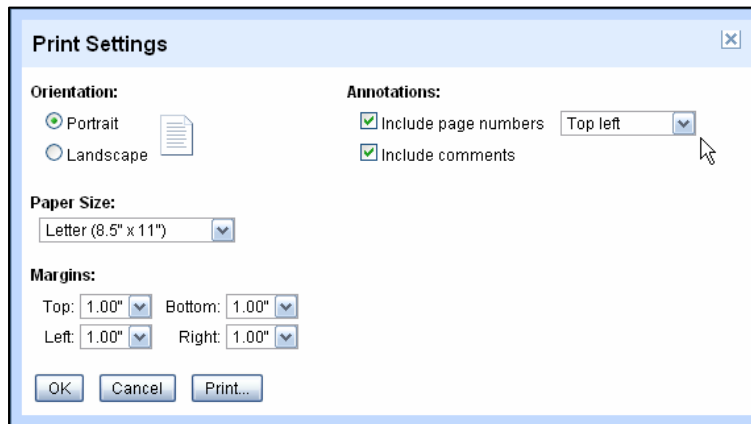 Print Settings
Orientation:
Portrait
Landscape
Annotations:
Include page numbers Top left
Include comments
Paper Size:
Letter (8.5" x 11")
Margins:
Top: 1.00" Bottom: 1.00"
Left: 1.00" Right: 1.00"
OK Cancel Print...